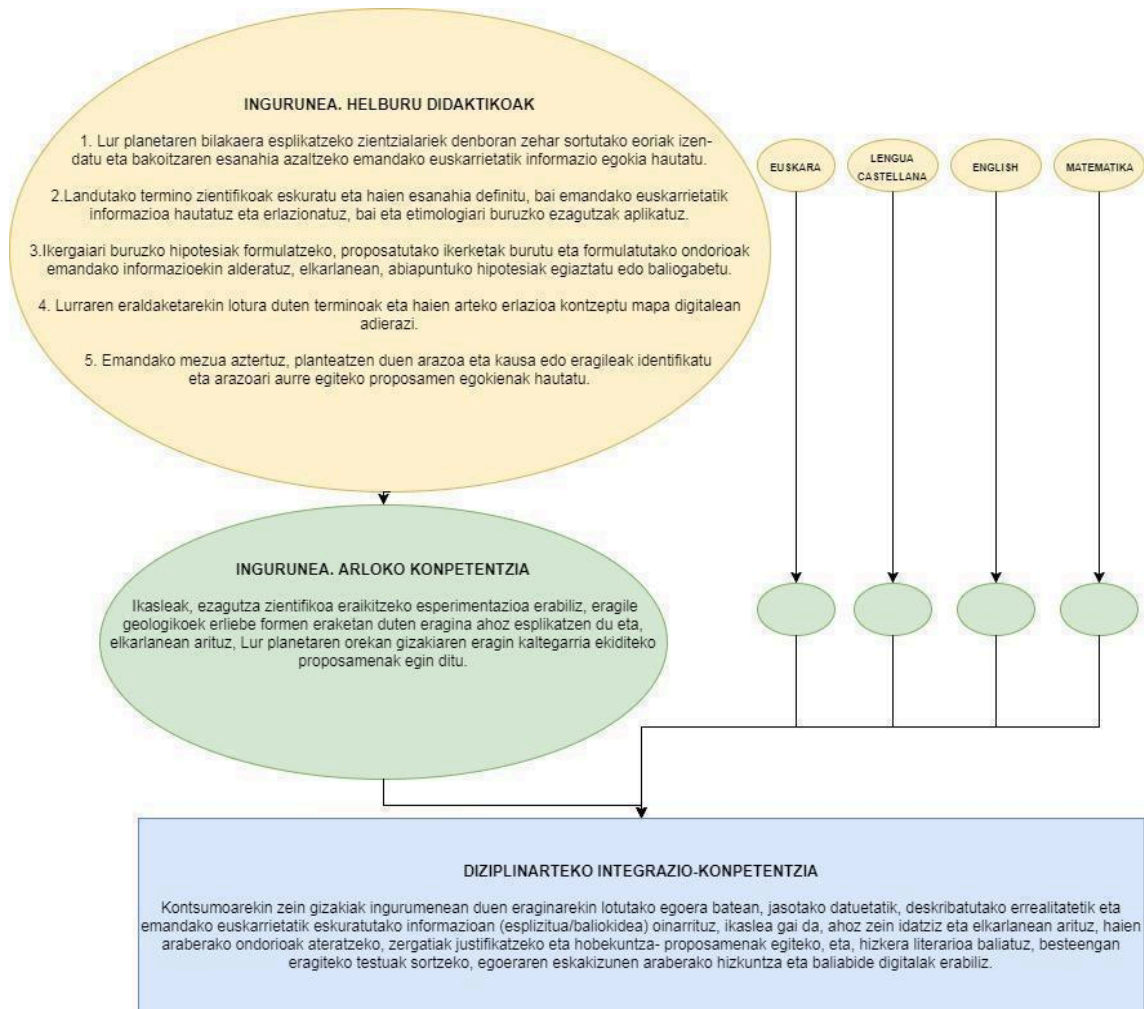 INGURUNEA. HELBURU DIDAKTIKOAK
1. Lur planetaren bilakaera esplikatzeko zientzialariek denboran zehar sortutako eoriak izen-
datu eta bakoitzaren esanahia azaltzeko emandako euskarrietatik informazio egokia hautatu.
2.Landutako termino zientifikoak eskuratu eta haien esanahia definitu, bai emandako euskarrietatik
informazioa hautatuz eta erlazionatuz, bai eta etimologiari buruzko ezagutzak aplikatuz.
3.Ikergaiari buruzko hipotesiak formulatzeko, proposatutako ikerketak burutu eta formulatutako ondorioak
emandako informazioekin alderatuz, elkarlanean, abiapuntuko hipotesiak egiaztatu edo baliogabetu.
4. Lurraren eraldaketarekin lotura duten terminoak eta haien arteko erlazioa kontzeptu mapa digitalean
adierazi.
5. Emandako mezua aztertuz, planteatzen duen arazoa eta kausa edo eragileak identifikatu
eta arazoari aurre egiteko proposamen egokienak hautatu.
EUSKARA
LENGUA
CASTELLANA
ENGLISH
MATEMATIKA
INGURUNEA. ARLOKO KONPETENTZIA
Ikasleak, ezagutza zientifikoa eraikitzeko esperimentazioa erabiliz, eragile
geologikoek erliebe formen eraketan duten eragina ahoz esplikatzen du eta,
elkarlanean arituz, Lur planetaren orekan gizakiaren eragin kaltegarria ekiditeko
proposamenak egin ditu.
DIZIPLINARTEKO INTEGRAZIO-KONPETENTZIA
Kontsumoarekin zein gizakiak ingurumenean duen eraginarekin lotutako egoera batean, jasotako datuetatik, deskribatutako errealitatetik eta
emandako euskarrietatik eskuratutako informazioan (esplizitua/baliokidea) oinarrituz, ikaslea gai da, ahoz zein idatziz eta elkarlanean arituz, haien
araberako ondorioak ateratzeko, zergatiak justifikatzeko eta hobekuntza- proposamenak egiteko, eta, hizkera literarioa baliatuz, besteengan
eragiteko testuak sortzeko, egoeraren eskakizunen araberako hizkuntza eta baliabide digitalak erabiliz.